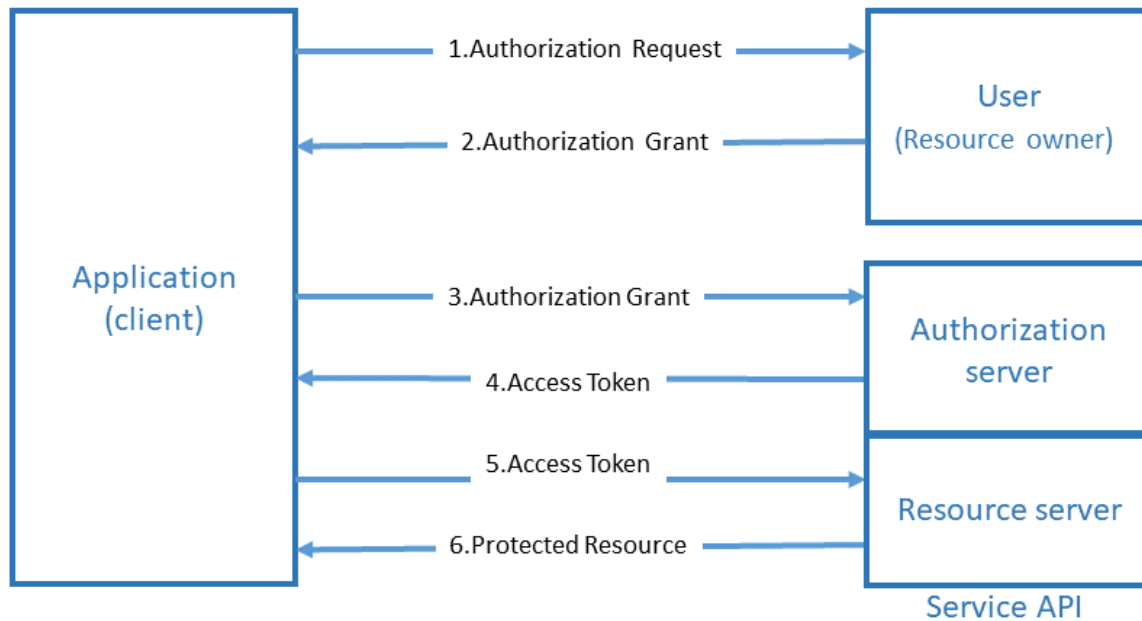 1.Authorization Request
User
2.Authorization Grant
(Resource owner)
Application
(client)
3.Authorization Grant
Authorization
server
4.Access Token
5.Access Token
Resource server
6.Protected Resource
Service API